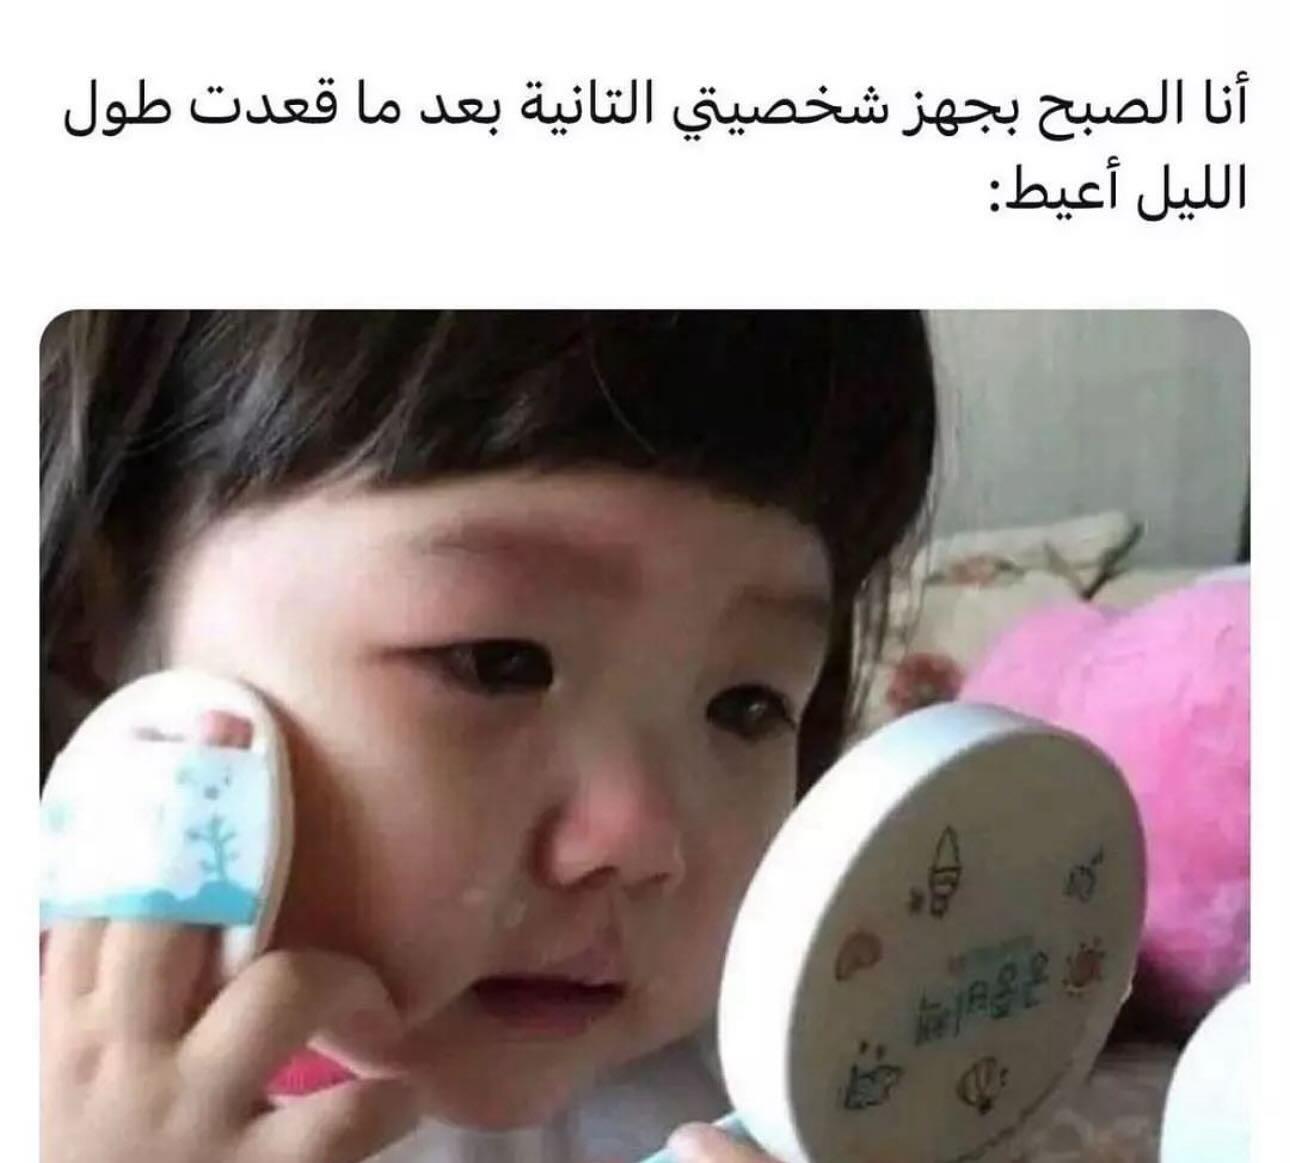 أنا الصبح بجهز شخصيتي التانية بعد ما قعدت طول
الليل أعيط: